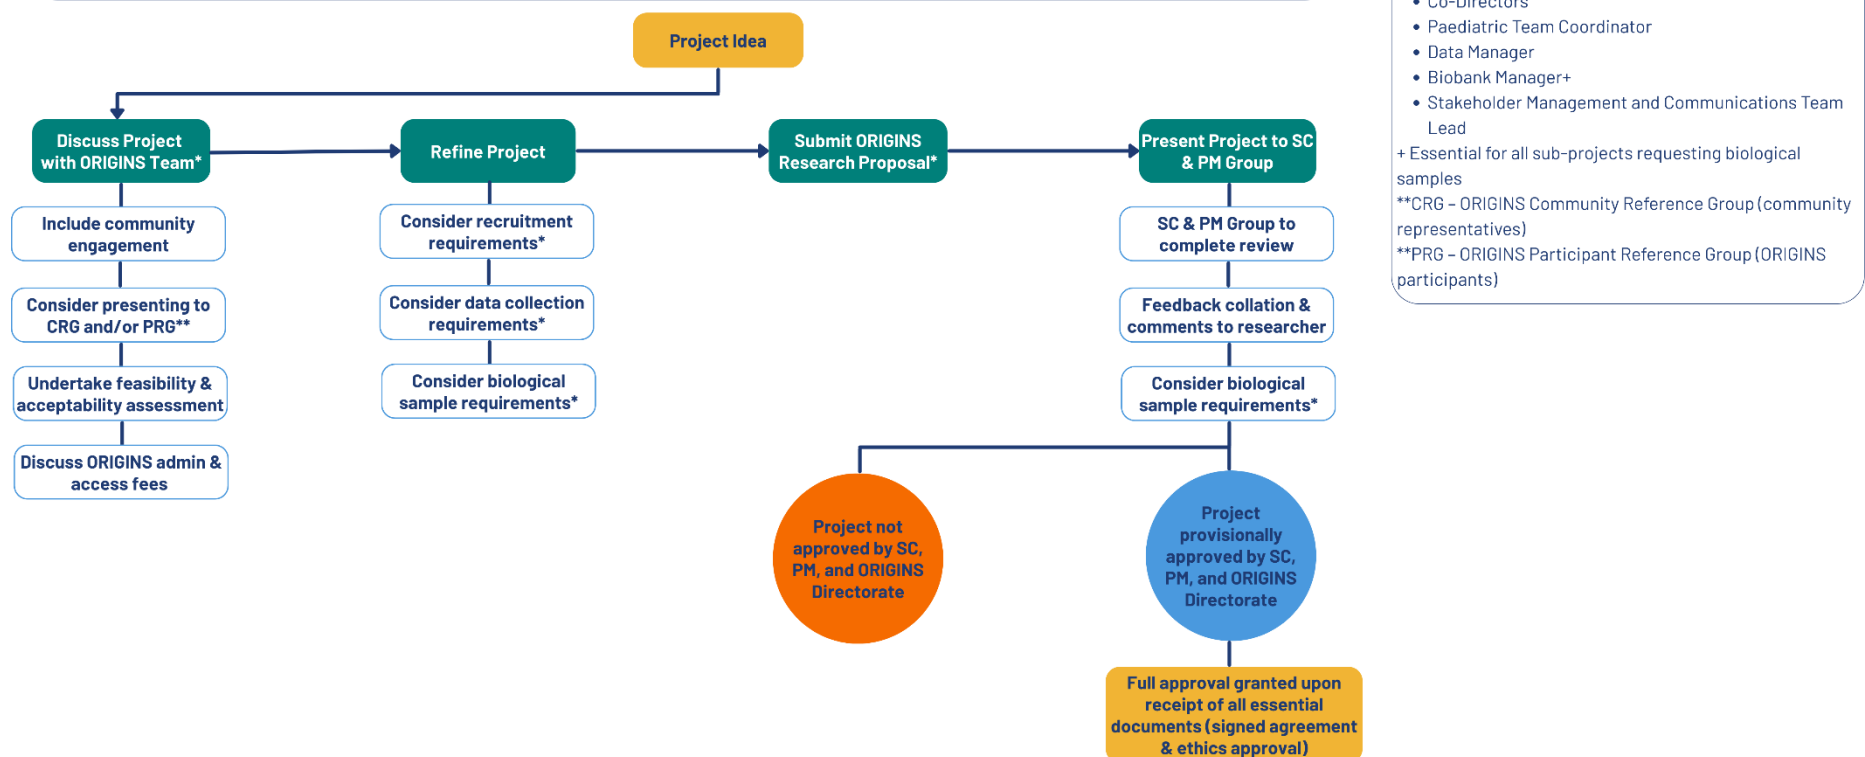 Project Idea
Discuss Project
with ORIGINS Team*
Include community
engagement
Consider presenting to
CRG and/or PRG**
Undertake feasibility &
acceptability assessment
Discuss ORIGINS admin &
access fees
Refine Project
Consider recruitment
requirements*
Consider data collection
requirements*
Consider biological
sample requirements*
Submit ORIGINS
Research Proposal*
Present Project to SC
& PM Group
SC & PM Group to
complete review
Feedback collation &
comments to researcher
Consider biological
sample requirements*
Project not
approved by SC,
PM, and ORIGINS
Directorate
Project
provisionally
approved by SC,
PM, and ORIGINS
Directorate
Full approval granted upon
receipt of all essential
documents (signed agreement
& ethics approval)
• Co-Directors
• Paediatric Team Coordinator
• Data Manager
• Biobank Manager+
• Stakeholder Management and Communications Team
Lead
+ Essential for all sub-projects requesting biological
samples
**CRG – ORIGINS Community Reference Group (community
representatives)
**PRG – ORIGINS Participant Reference Group (ORIGINS
participants)